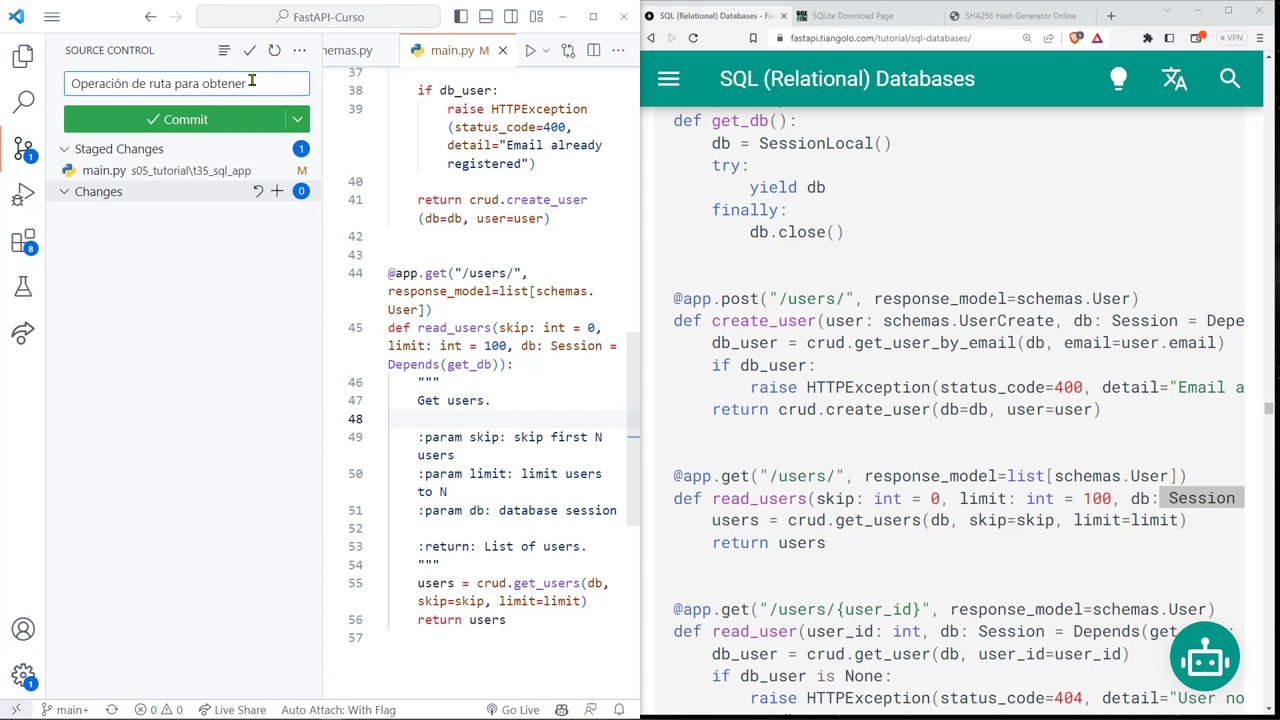 FastAPI-Curso
SOURCE CONTROL
Operación de ruta para obtener
Commit
Staged Changes
1
main.py s05_tutorial\t35_sql_app
M
Changes
0
1
8
1
hemas.py
main.py M
37
38
if db_user:
39
raise HTTPException
(status_code=400,
detail="Email already
registered")
40
41
return crud.create_user
(db=db, user=user)
42
43
44
@app.get("/users/",
response_model=list[schemas.
User])
45
def read_users(skip: int = 0,
limit: int = 100, db: Session =
Depends(get_db)):
46
"""
47
Get users.
48
49
:param skip: skip first N
users
50
:param limit: limit users
to N
51
:param db: database session
52
53
:return: List of users.
54
"""
55
users = crud.get_users(db,
skip=skip, limit=limit)
56
return users
57
main+
0
0
Live Share
Auto Attach: With Flag
Go Live
SQL (Relational) Databases - Fa
SQLite Download Page
SHA256 Hash Generator Online
fastapi.tiangolo.com/tutorial/sql-databases/
VPN
SQL (Relational) Databases
def get_db():
db = SessionLocal()
try:
yield db
finally:
db.close()
@app.post("/users/", response_model=schemas.User)
def create_user(user: schemas.UserCreate, db: Session = Depe
db_user = crud.get_user_by_email(db, email=user.email)
if db_user:
raise HTTPException(status_code=400, detail="Email a
return crud.create_user(db=db, user=user)
@app.get("/users/", response_model=list[schemas.User])
def read_users(skip: int = 0, limit: int = 100, db: Session
users = crud.get_users(db, skip=skip, limit=limit)
return users
@app.get("/users/{user_id}", response_model=schemas.User)
def read_user(user_id: int, db: Session = Depends(get_
db_user = crud.get_user(db, user_id=user_id)
if db_user is None:
raise HTTPException(status_code=404, detail="User no